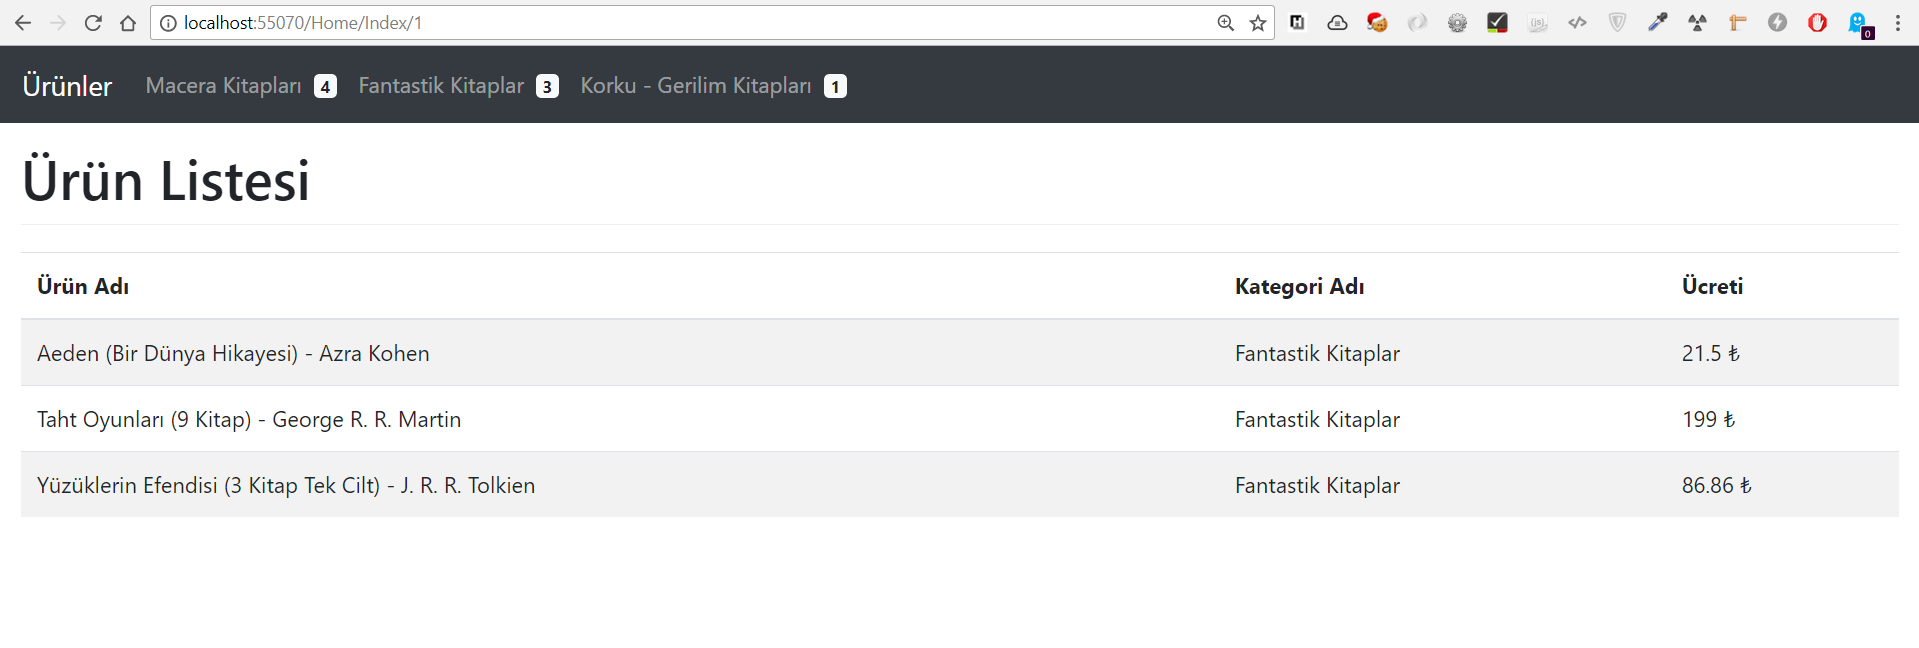 localhost:55070/Home/Index/1
0
Ürünler Macera Kitapları 4 Fantastik Kitaplar 3 Korku - Gerilim Kitapları 1
Ürün Listesi
Ürün Adı Kategori Adı Ücreti
Aeden (Bir Dünya Hikayesi) - Azra Kohen Fantastik Kitaplar 21.5 ₺
Taht Oyunları (9 Kitap) - George R. R. Martin Fantastik Kitaplar 199 ₺
Yüzüklerin Efendisi (3 Kitap Tek Cilt) - J. R. R. Tolkien Fantastik Kitaplar 86.86 ₺